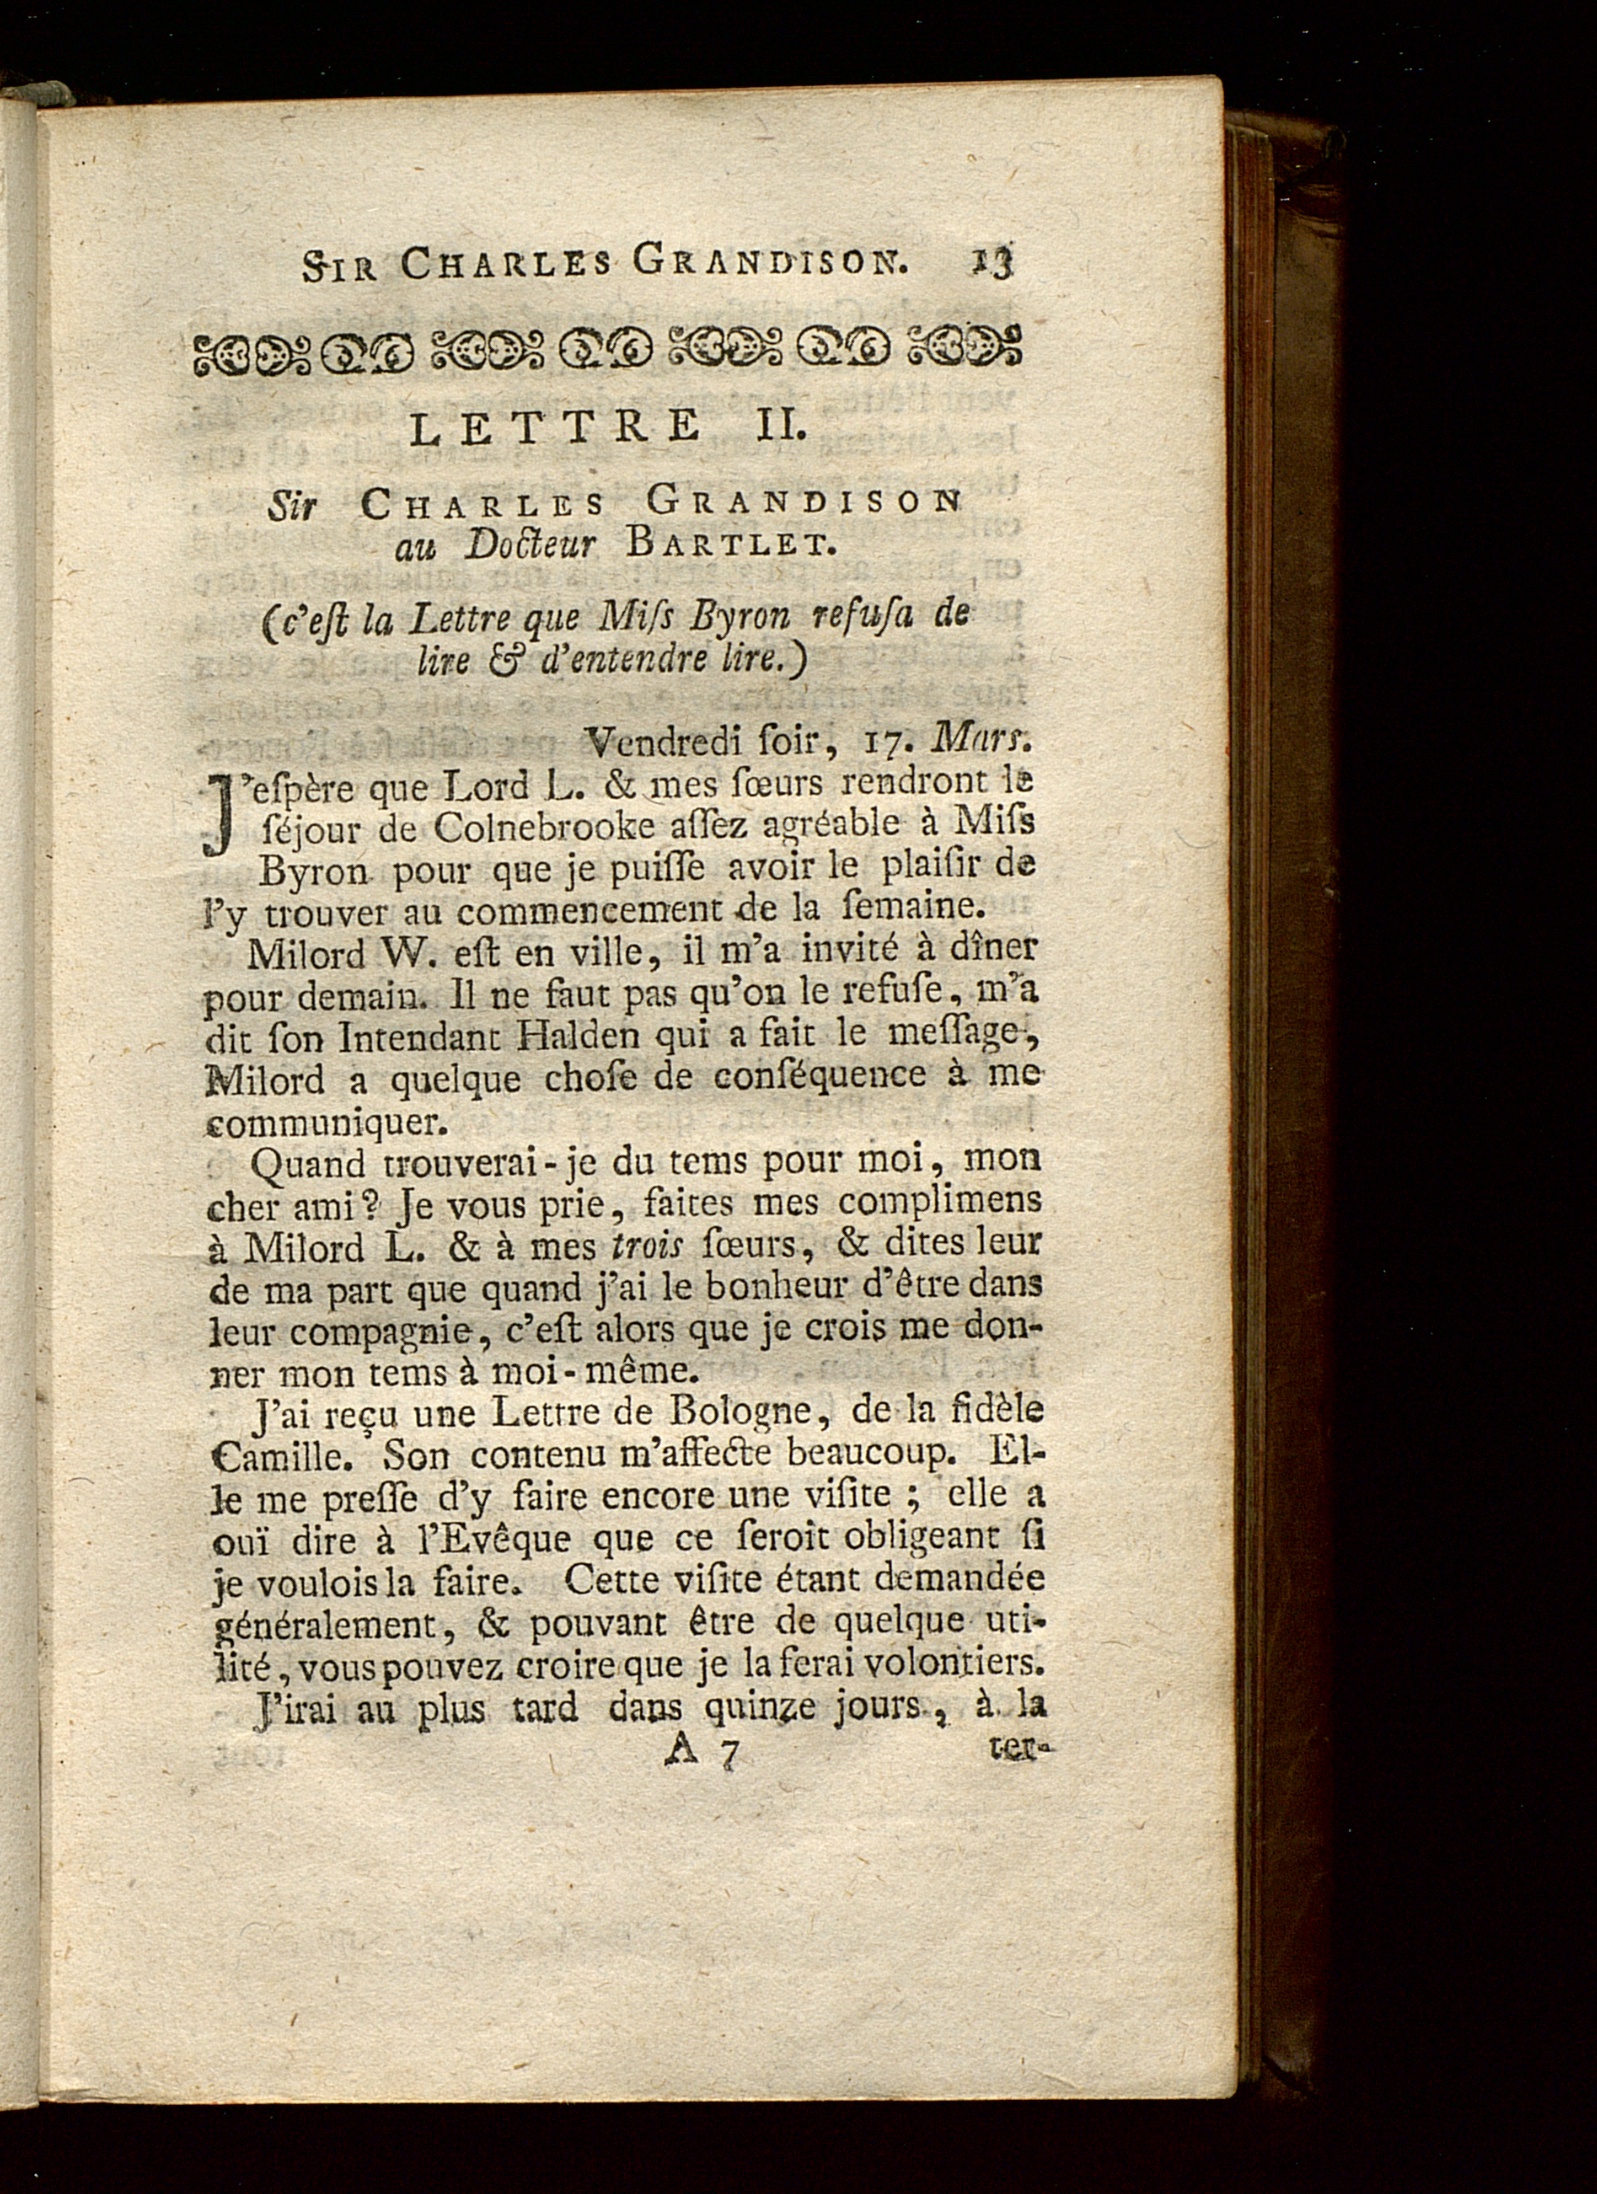 SIR CHARLES GRANDISON. 13
LETTRE II.
Sir CHARLES GRANDISON
au Docteur BARTLET.
(c'eſt la Lettre que Miſs Byron refuſa de
lire & d'entendre lire.)
Vendredi ſoir, 17. Mars.
J'eſpère que Lord L. & mes ſœurs rendront le
ſéjour de Colnebrooke aſſez agréable à Miſs
Byron pour que je puiſſe avoir le plaiſir de
l'y trouver au commencement de la ſemaine.
Milord W. eſt en ville, il m'a invité à dîner
pour demain. Il ne faut pas qu'on le refuſe, m'a
dit ſon Intendant Halden qui a fait le meſſage,
Milord a quelque choſe de conſéquence à me
communiquer.
Quand trouverai-je du tems pour moi, mon
cher ami? Je vous prie, faites mes complimens
à Milord L. & à mes trois ſœurs, & dites leur
de ma part que quand j'ai le bonheur d'être dans
leur compagnie, c'eſt alors que je crois me don-
ner mon tems à moi-même.
J'ai reçu une Lettre de Bologne, de la fidèle
Camille. Son contenu m'affecte beaucoup. El-
le me preſſe d'y faire encore une viſite; elle a
ouï dire à l'Evêque que ce ſeroit obligeant ſi
je voulois la faire. Cette viſite étant demandée
généralement, & pouvant être de quelque uti-
lité, vous pouvez croire que je la ferai volontiers.
J'irai au plus tard dans quinze jours, à la
A 7 ter-